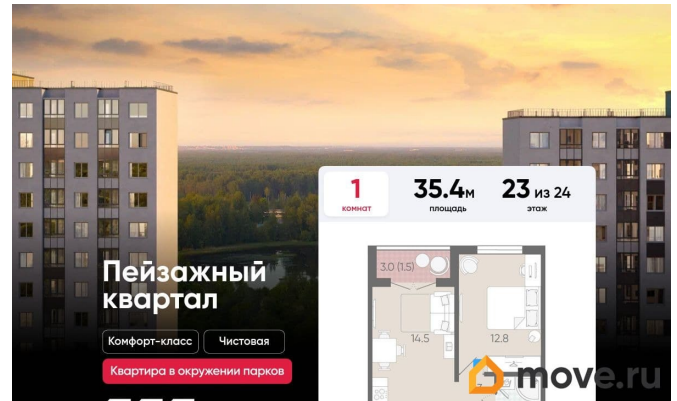 1
комнат
35.4м
площадь
23 из 24
этаж
3.0 (1.5)
14.5
12.8
Пейзажный
квартал
Комфорт-класс
Чистовая
Квартира в окружении парков
move.ru